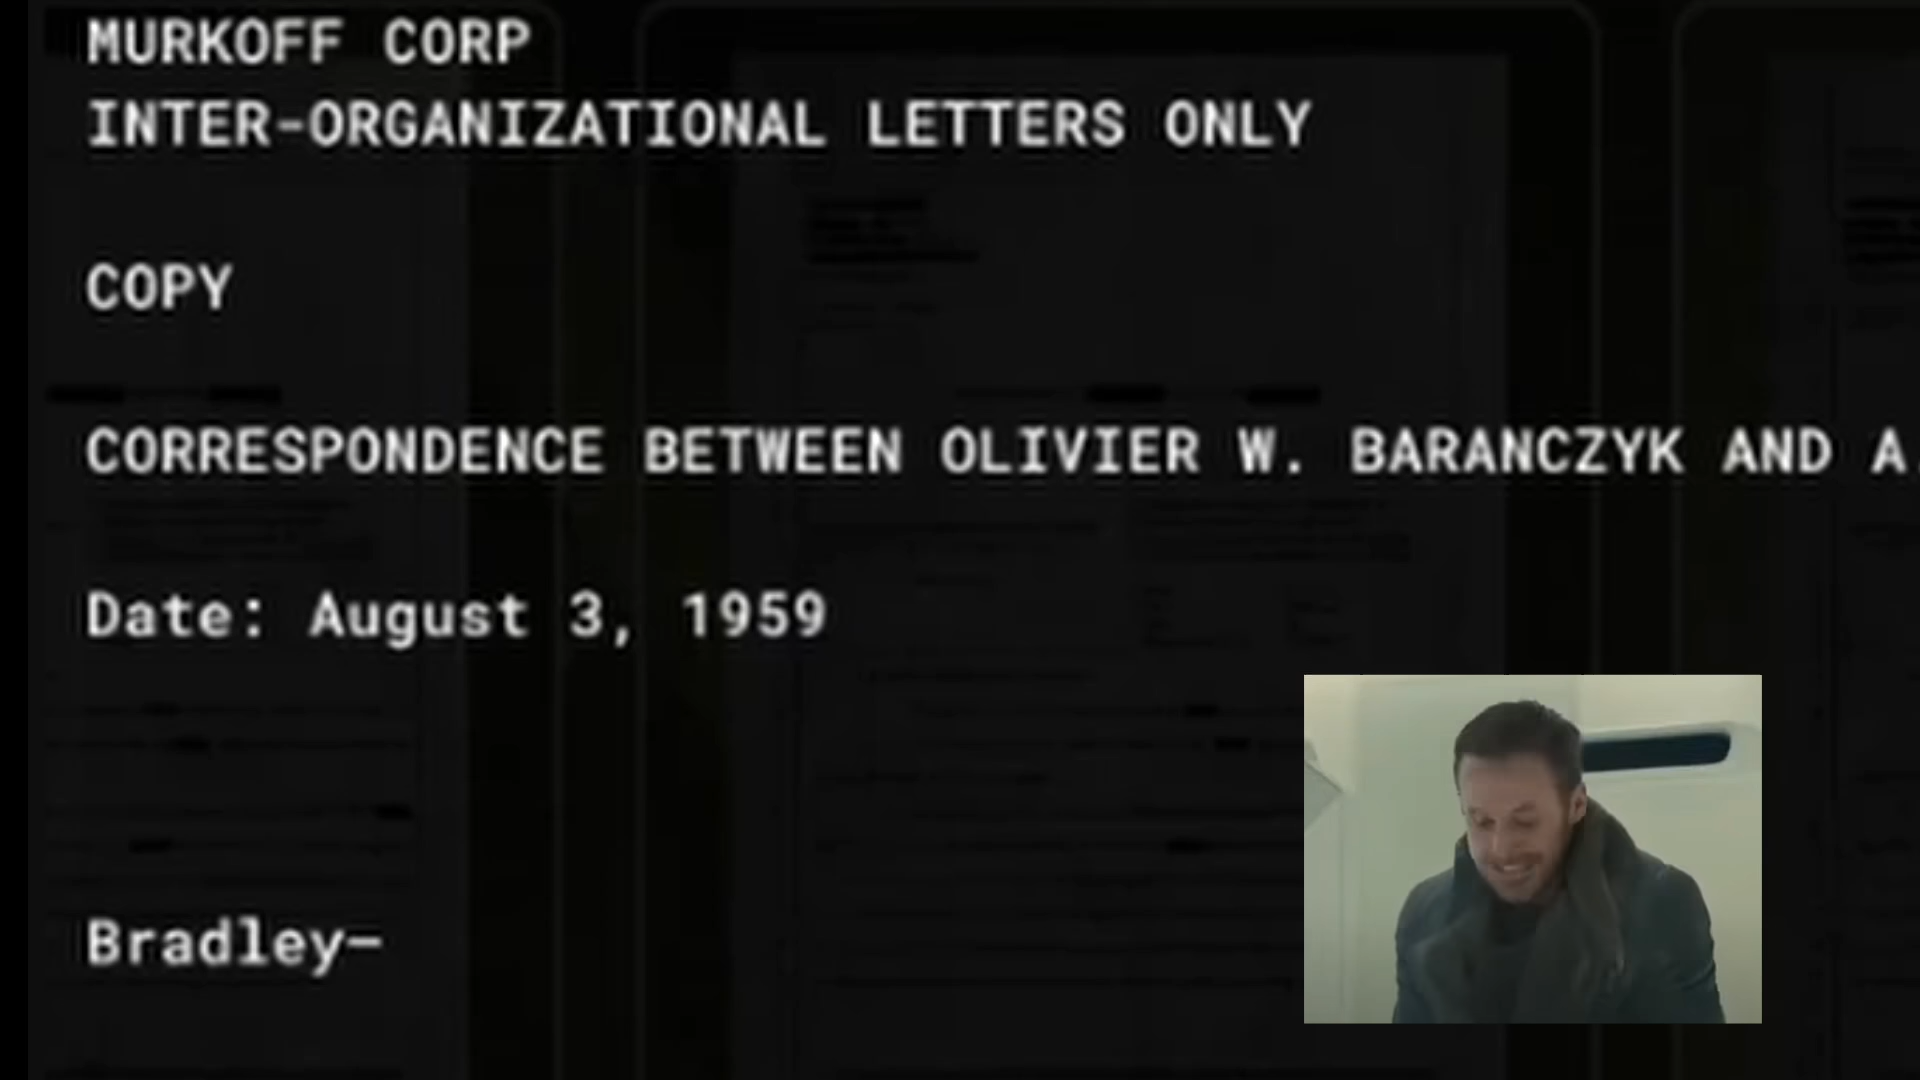 MURKOFF CORP
INTER-ORGANIZATIONAL LETTERS ONLY
COPY
CORRESPONDENCE BETWEEN OLIVIER W. BARANCZYK AND A
Date: August 3, 1959
Bradley—